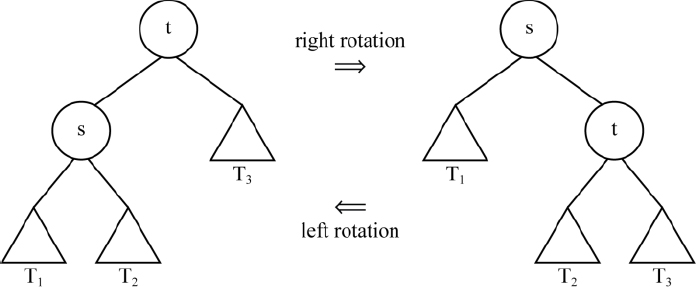 t
s
right rotation
⇒
s
t
T₃
T₁
⇐
left rotation
T₁
T₂
T₂
T₃